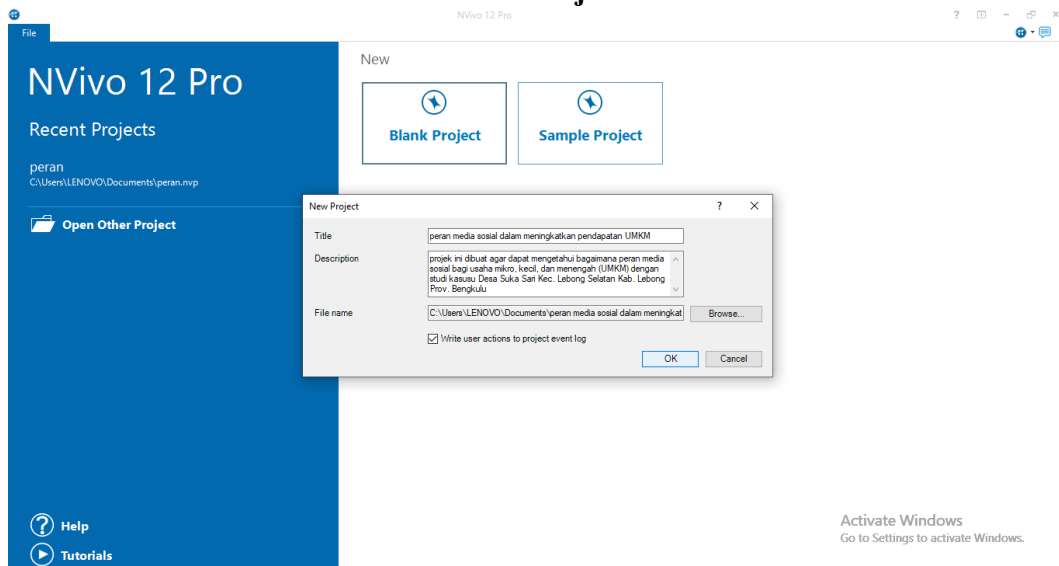 NVivo 12 Pro
File
NVivo 12 Pro
Recent Projects
peran
C:\Users\LENOVO\Documents\peran.nvp
Open Other Project
Help
Tutorials
New
Blank Project
Sample Project
New Project
Title
peran media sosial dalam meningkatkan pendapatan UMKM
Description
projek ini dibuat agar dapat mengetahui bagaimana peran media
sosial bagi usaha mikro, kecil, dan menengah (UMKM) dengan
studi kasusu Desa Suka Sari Kec. Lebong Selatan Kab. Lebong
Prov. Bengkulu
File name
C:\Users\LENOVO\Documents\peran media sosial dalam meningkat
Browse...
Write user actions to project event log
OK
Cancel
Activate Windows
Go to Settings to activate Windows.